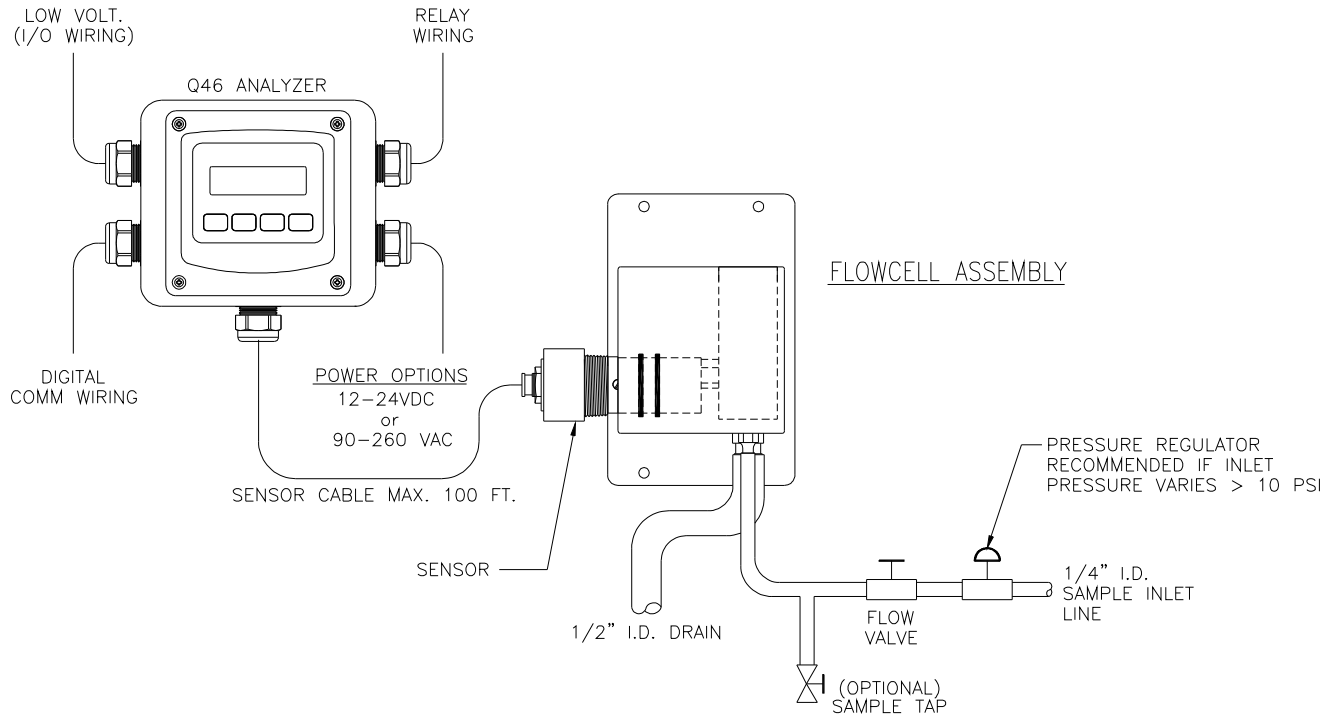 LOW VOLT.
(I/O WIRING)
RELAY
WIRING
Q46 ANALYZER
FLOWCELL ASSEMBLY
DIGITAL
COMM WIRING
POWER OPTIONS
12-24VDC
or
90-260 VAC
SENSOR CABLE MAX. 100 FT.
PRESSURE REGULATOR
RECOMMENDED IF INLET
PRESSURE VARIES > 10 PSI
SENSOR
1/4" I.D.
SAMPLE INLET
LINE
FLOW
VALVE
1/2" I.D. DRAIN
(OPTIONAL)
SAMPLE TAP